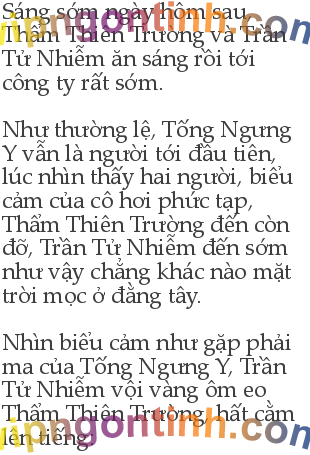 Sáng sớm ngày hôm sau,
Thẩm Thiên Trường và Trần
Tử Nhiễm ăn sáng rồi tới
công ty rất sớm.
Như thường lệ, Tống Ngưng
Y vẫn là người tới đầu tiên,
lúc nhìn thấy hai người, biểu
cảm của cô hơi phức tạp,
Thẩm Thiên Trường đến còn
đỡ, Trần Tử Nhiễm đến sớm
như vậy chẳng khác nào mặt
trời mọc ở đằng tây.
Nhìn biểu cảm như gặp phải
ma của Tống Ngưng Y, Trần
Tử Nhiễm vội vàng ôm eo
Thẩm Thiên Trường, hất cằm
lên tiếng:
vipngontinh.com
vipngontinh.com